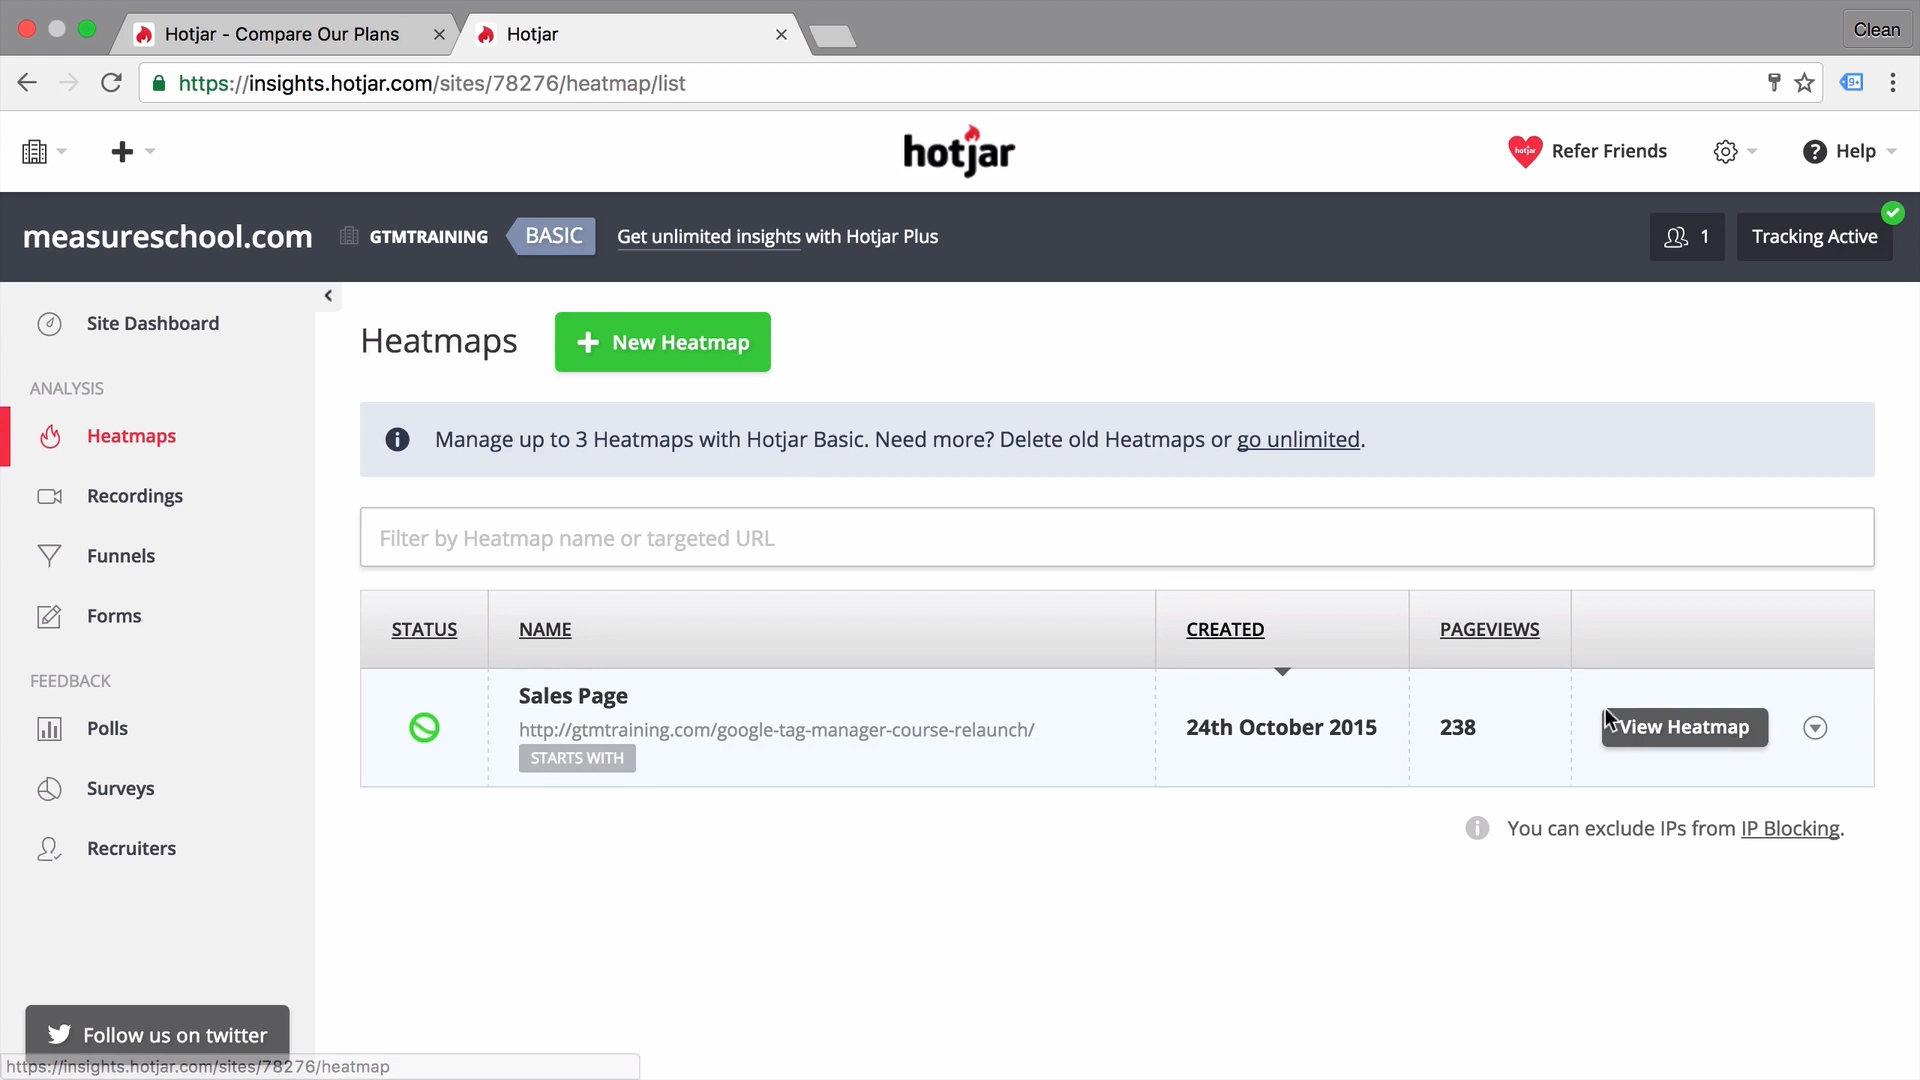 Hotjar - Compare Our Plans
Hotjar
Clean
https://insights.hotjar.com/sites/78276/heatmap/list
hotjar
hotjar
Refer Friends
Help
measureschool.com
GTMTRAINING
BASIC
Get unlimited insights with Hotjar Plus
1
Tracking Active
Site Dashboard
ANALYSIS
Heatmaps
Recordings
Funnels
Forms
FEEDBACK
Polls
Surveys
Recruiters
Follow us on twitter
https://insights.hotjar.com/sites/78276/heatmap
Heatmaps
New Heatmap
Manage up to 3 Heatmaps with Hotjar Basic. Need more? Delete old Heatmaps or go unlimited.
Filter by Heatmap name or targeted URL
STATUS NAME CREATED PAGEVIEWS
Sales Page
http://gtmtraining.com/google-tag-manager-course-relaunch/
STARTS WITH
24th October 2015
238
View Heatmap
You can exclude IPs from IP Blocking.